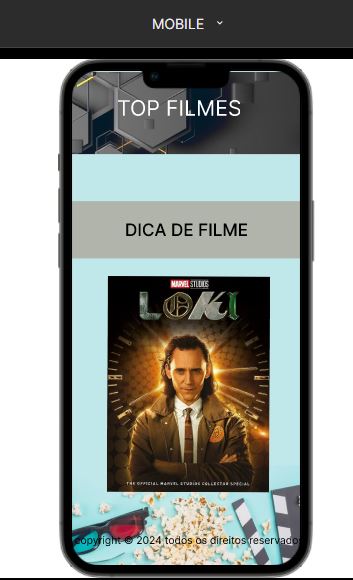 MOBILE
TOP FILMES
DICA DE FILME
MARVEL STUDIOS
LOKI
THE OFFICIAL MARVEL STUDIOS COLLECTOR SPECIAL
copyright © 2024 todos os direitos reservados